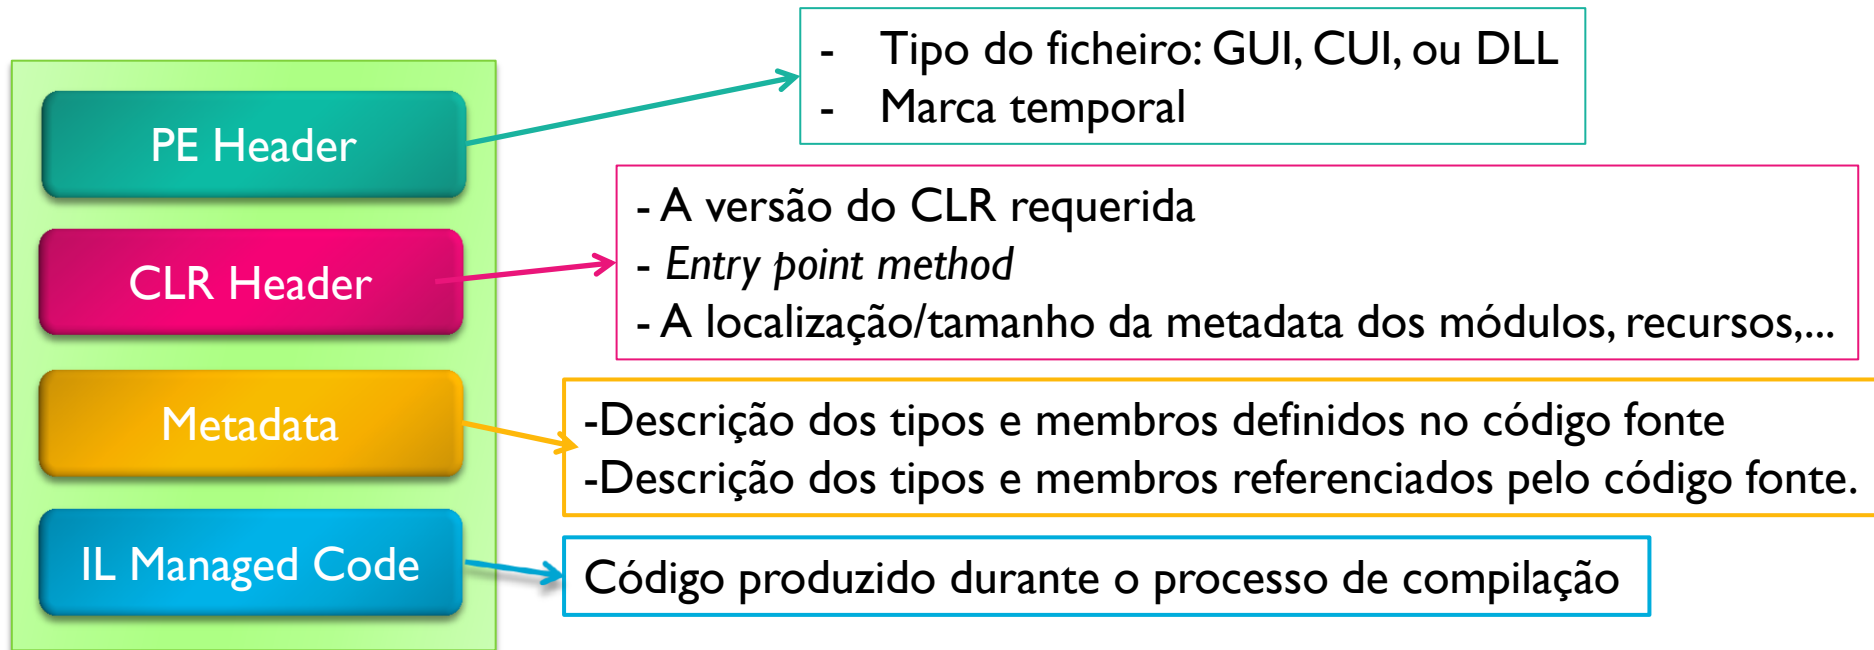 PE Header
- Tipo do ficheiro: GUI, CUI, ou DLL
- Marca temporal
CLR Header
- A versão do CLR requerida
- Entry point method
- A localização/tamanho da metadata dos módulos, recursos,...
Metadata
-Descrição dos tipos e membros definidos no código fonte
-Descrição dos tipos e membros referenciados pelo código fonte.
IL Managed Code
Código produzido durante o processo de compilação